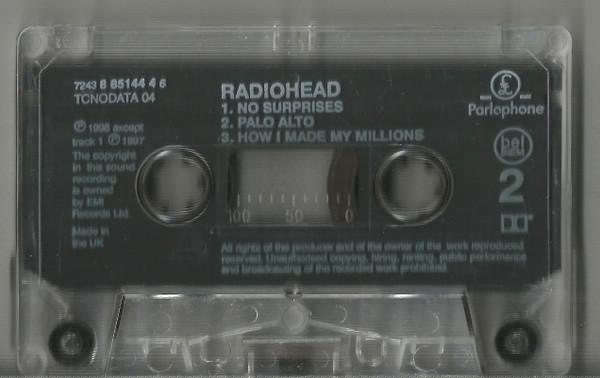 7243 8 85144 4 6
TCNODATA 04
℗ 1998 except
track 1 ℗ 1997
The copyright
in this sound
recording
is owned
by EMI
Records Ltd.
Made in
the UK
RADIOHEAD
1. NO SURPRISES
2. PALO ALTO
3. HOW I MADE MY MILLIONS
100 50 0
All rights of the producer and of the owner of the work reproduced
reserved. Unauthorised copying, hiring, renting, public performance
and broadcasting of the recorded work prohibited.
£
Parlophone
2